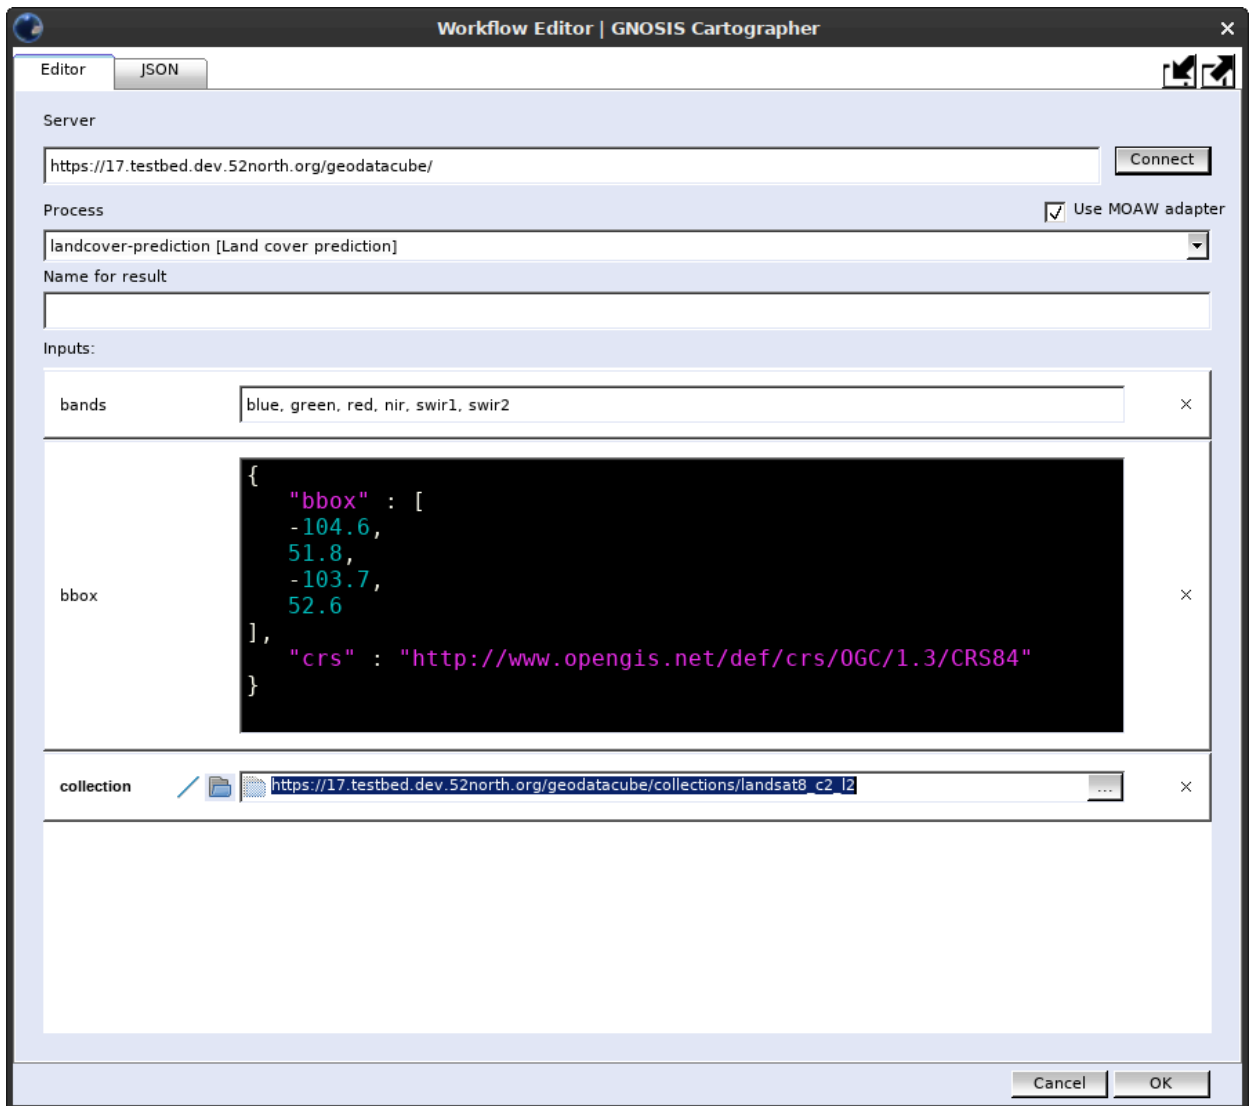 Workflow Editor | GNOSIS Cartographer
Editor JSON
Server
https://17.testbed.dev.52north.org/geodatacube/ Connect
Process Use MOAW adapter
landcover-prediction [Land cover prediction]
Name for result
Inputs:
bands blue, green, red, nir, swir1, swir2
{
"bbox" : [
-104.6,
51.8,
-103.7,
bbox 52.6
],
"crs" : "http://www.opengis.net/def/crs/OGC/1.3/CRS84"
}
collection https://17.testbed.dev.52north.org/geodatacube/collections/landsat8_c2_l2 ...
Cancel OK